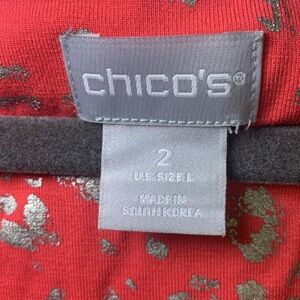 chico's®
2
U.S. SIZE L
MADE IN
SOUTH KOREA